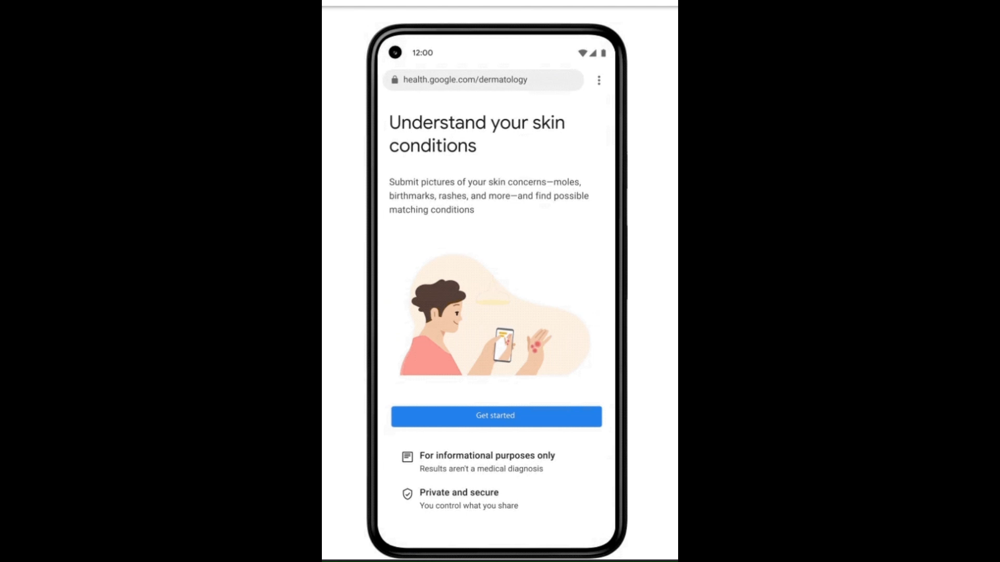 12:00
health.google.com/dermatology
Understand your skin
conditions
Submit pictures of your skin concerns—moles,
birthmarks, rashes, and more—and find possible
matching conditions
Get started
For informational purposes only
Results aren't a medical diagnosis
Private and secure
You control what you share